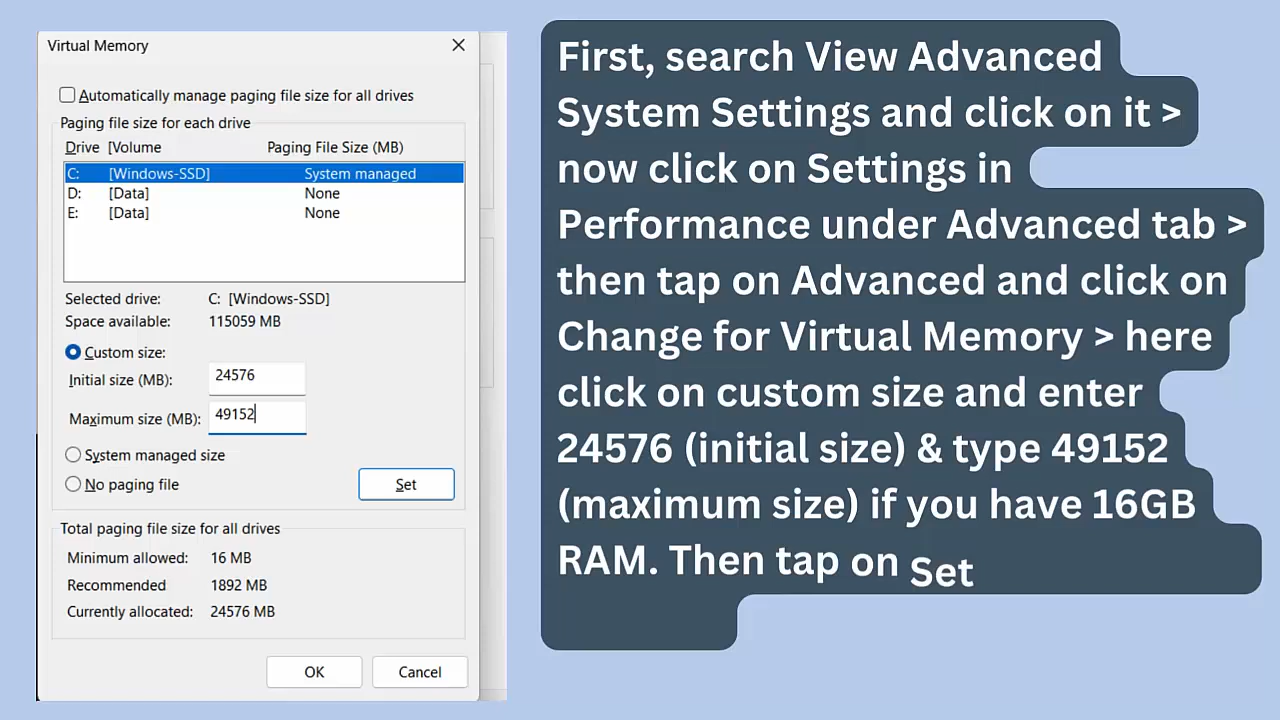 Virtual Memory
Automatically manage paging file size for all drives
Paging file size for each drive
Drive [Volume Paging File Size (MB)
C: [Windows-SSD] System managed
D: [Data] None
E: [Data] None
Selected drive: C: [Windows-SSD]
Space available: 115059 MB
Custom size:
Initial size (MB): 24576
Maximum size (MB): 49152
System managed size
No paging file Set
Total paging file size for all drives
Minimum allowed: 16 MB
Recommended 1892 MB
Currently allocated: 24576 MB
OK Cancel
First, search View Advanced
System Settings and click on it >
now click on Settings in
Performance under Advanced tab >
then tap on Advanced and click on
Change for Virtual Memory > here
click on custom size and enter
24576 (initial size) & type 49152
(maximum size) if you have 16GB
RAM. Then tap on Set